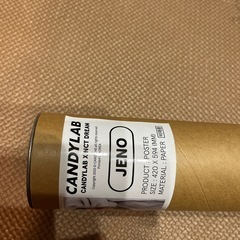 CANDYLAB
CANDYLAB X NCT DREAM
JENO
PRODUCT : POSTER
SIZE : 420 X 594 (MM)
MATERIAL : PAPER